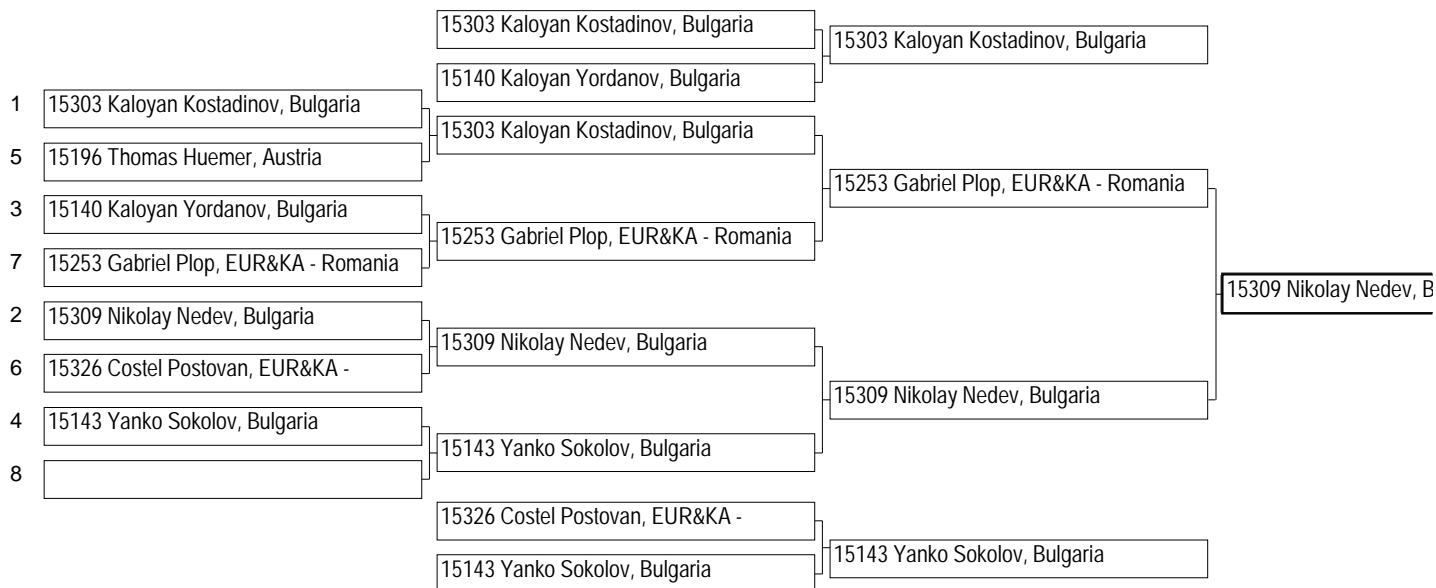 15303 Kaloyan Kostadinov, Bulgaria
15303 Kaloyan Kostadinov, Bulgaria
15140 Kaloyan Yordanov, Bulgaria
1 15303 Kaloyan Kostadinov, Bulgaria
15303 Kaloyan Kostadinov, Bulgaria
5 15196 Thomas Huemer, Austria
15253 Gabriel Plop, EUR&KA - Romania
3 15140 Kaloyan Yordanov, Bulgaria
15253 Gabriel Plop, EUR&KA - Romania
7 15253 Gabriel Plop, EUR&KA - Romania
15309 Nikolay Nedev, B
2 15309 Nikolay Nedev, Bulgaria
15309 Nikolay Nedev, Bulgaria
6 15326 Costel Postovan, EUR&KA -
15309 Nikolay Nedev, Bulgaria
4 15143 Yanko Sokolov, Bulgaria
15143 Yanko Sokolov, Bulgaria
8
15326 Costel Postovan, EUR&KA -
15143 Yanko Sokolov, Bulgaria
15143 Yanko Sokolov, Bulgaria